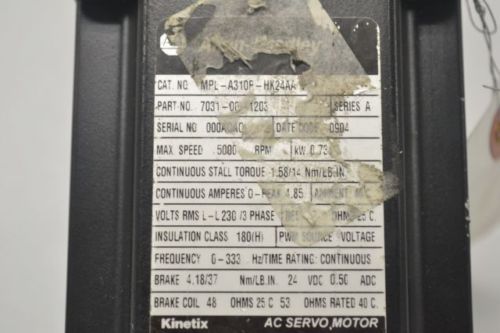 CAT. NO. MPL-A310P-HK24AA
PART NO. 7031-06 1203 SERIES A
SERIAL NO. DATE CODE 0904
MAX SPEED 5000 RPM kW 0.73
CONTINUOUS STALL TORQUE 1.58/14 Nm/LB.IN
CONTINUOUS AMPERES 0-PEAK 4.85 AMBIENT
VOLTS RMS L-L 230 /3 PHASE OHMS 25 C.
INSULATION CLASS 180(H) PWR SOURCE VOLTAGE
FREQUENCY 0-333 Hz/TIME RATING: CONTINUOUS
BRAKE 4.18/37 Nm/LB.IN. 24 VDC 0.50 ADC
BRAKE COIL 48 OHMS 25 C 53 OHMS RATED 40 C.
Kinetix AC SERVO MOTOR